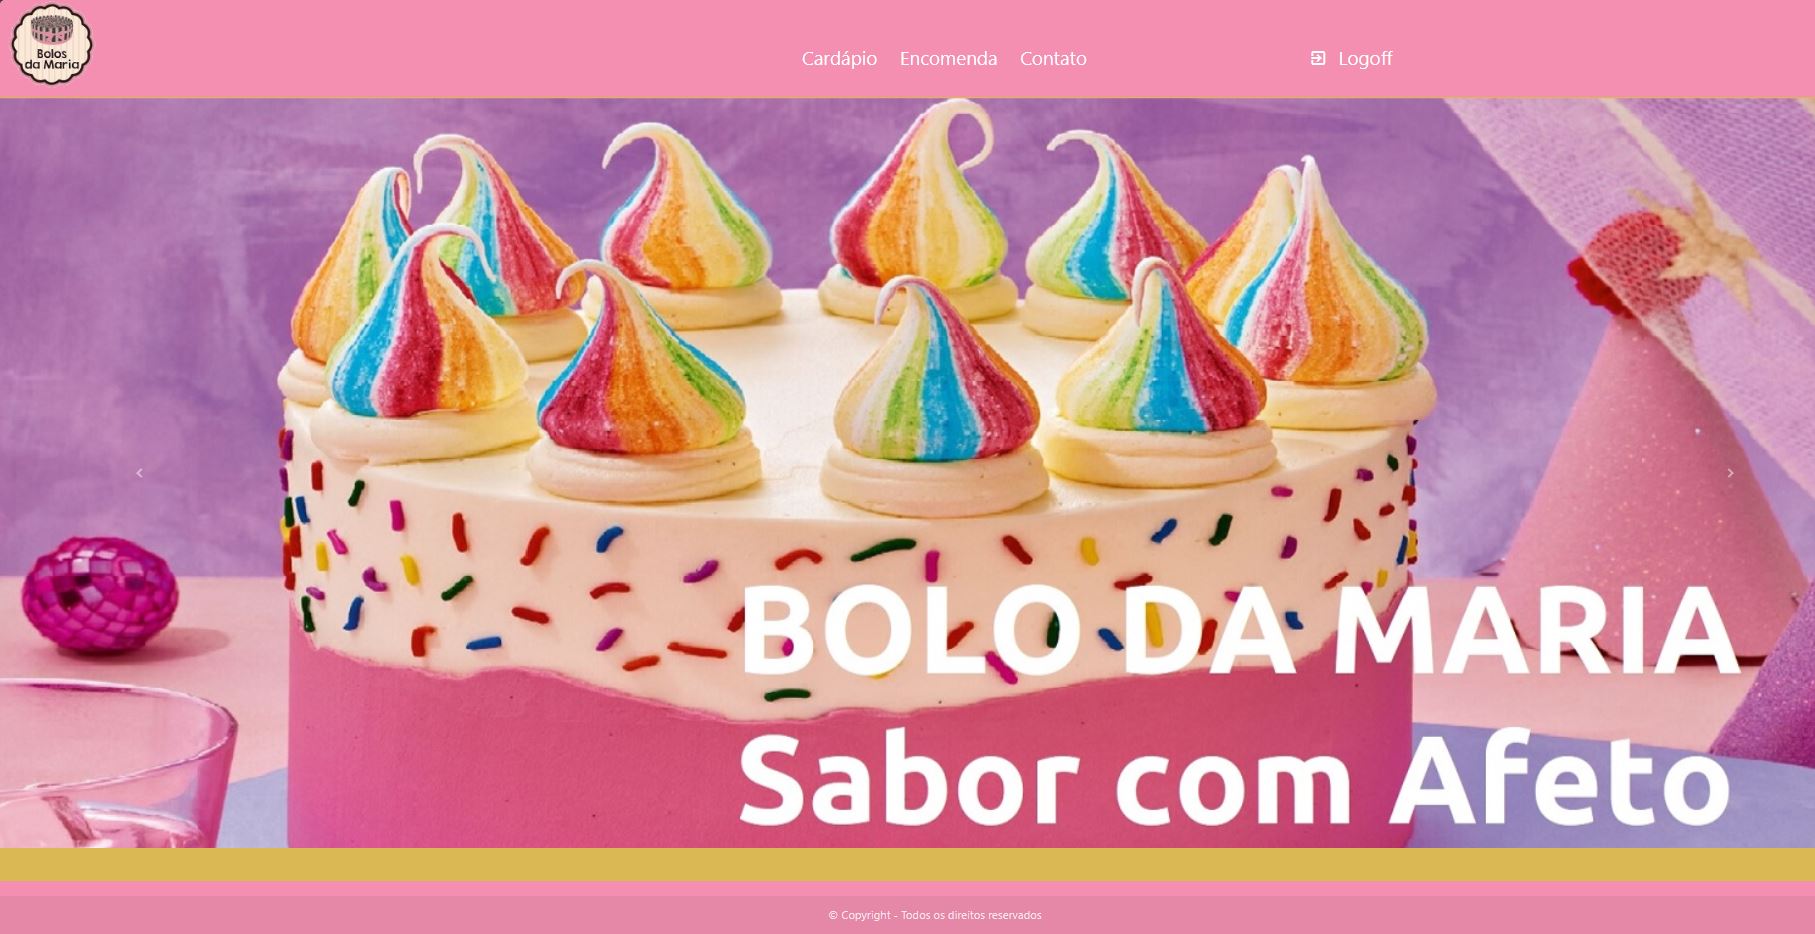 Bolos
da Maria
Cardápio Encomenda Contato Logoff
BOLO DA MARIA
Sabor com Afeto
© Copyright - Todos os direitos reservados